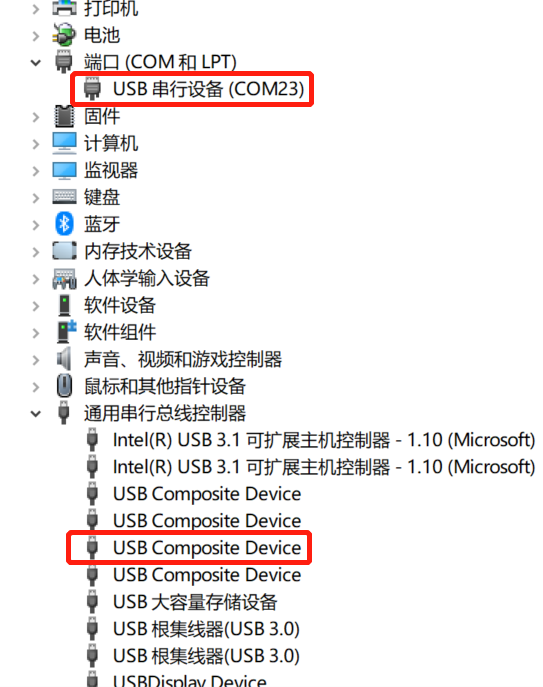 打印机
电池
端口 (COM 和 LPT)
USB 串行设备 (COM23)
固件
计算机
监视器
键盘
蓝牙
内存技术设备
人体学输入设备
软件设备
软件组件
声音、视频和游戏控制器
鼠标和其他指针设备
通用串行总线控制器
Intel(R) USB 3.1 可扩展主机控制器 - 1.10 (Microsoft)
Intel(R) USB 3.1 可扩展主机控制器 - 1.10 (Microsoft)
USB Composite Device
USB Composite Device
USB Composite Device
USB Composite Device
USB 大容量存储设备
USB 根集线器(USB 3.0)
USB 根集线器(USB 3.0)
USBDisplay Device